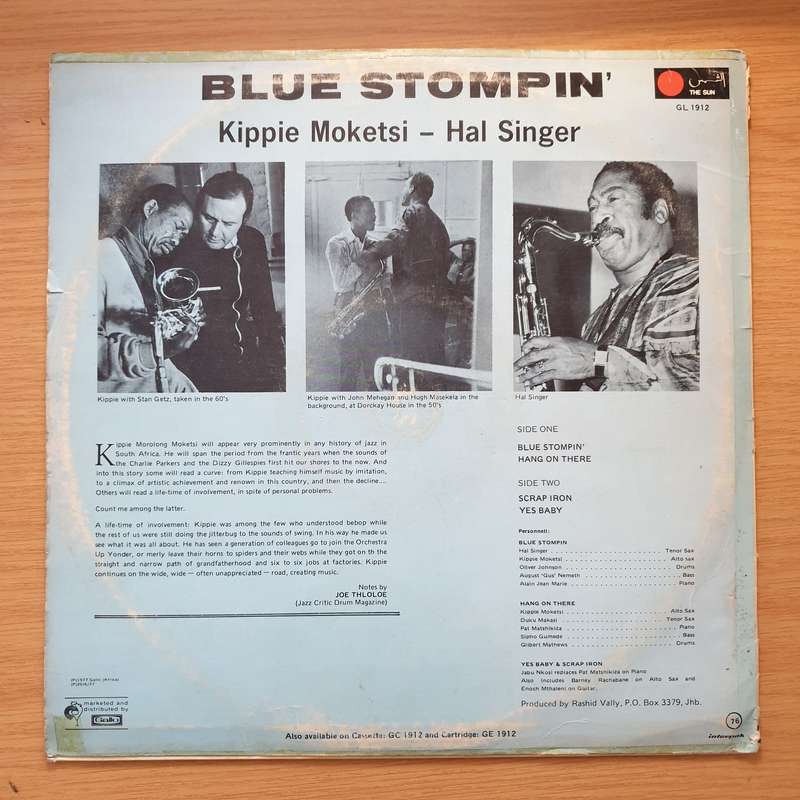 BLUE STOMPIN'
Kippie Moketsi – Hal Singer
الشمس
THE SUN
GL 1912
Kippie with Stan Getz, taken in the 60's
Kippie with John Mehegan and Hugh Masekela in the
background, at Dorckay House in the 50's
Hal Singer
Kippie Morolong Moketsi will appear very prominently in any history of jazz in
South Africa. He will span the period from the frantic years when the sounds of
the Charlie Parkers and the Dizzy Gillespies first hit our shores to the now. And
into this story some will read a curve: from Kippie teaching himself music by imitation,
to a climax of artistic achievement and renown in this country, and then the decline...
Others will read a life-time of involvement, in spite of personal problems.
Count me among the latter.
A life-time of involvement: Kippie was among the few who understood bebop while
the rest of us were still doing the jitterbug to the sounds of swing. In his way he made us
see what it was all about. He has seen a generation of colleagues go to join the Orchestra
Up Yonder, or merly leave their horns to spiders and their webs while they got on th the
straight and narrow path of grandfatherhood and six to six jobs at factories. Kippie
continues on the wide, wide – often unappreciated – road, creating music.
Notes by
JOE THLOLOE
(Jazz Critic Drum Magazine)
SIDE ONE
BLUE STOMPIN'
HANG ON THERE
SIDE TWO
SCRAP IRON
YES BABY
Personnell:
BLUE STOMPIN
Hal Singer Tenor Sax
Kippie Moketsi Alto sax
Oliver Johnson Drums
August 'Gus' Nemeth Bass
Alain Jean Marie Piano
HANG ON THERE
Kippie Moketsi Alto Sax
Duku Makasi Tenor Sax
Pat Matshikiza Piano
Sipho Gumede Bass
Gilbert Mathews Drums
YES BABY & SCRAP IRON
Jabu Nkosi replaces Pat Matshikiza on Piano
Also Includes Barney Rachabane on Alto Sax and
Enosh Mthaleni on Guitar.
Produced by Rashid Vally, P.O. Box 3379, Jhb.
(P)1977 Gallo (Africa)
marketed and
distributed by
Gallo
76
interpak
Also available on Cassette: GC 1912 and Cartridge: GE 1912